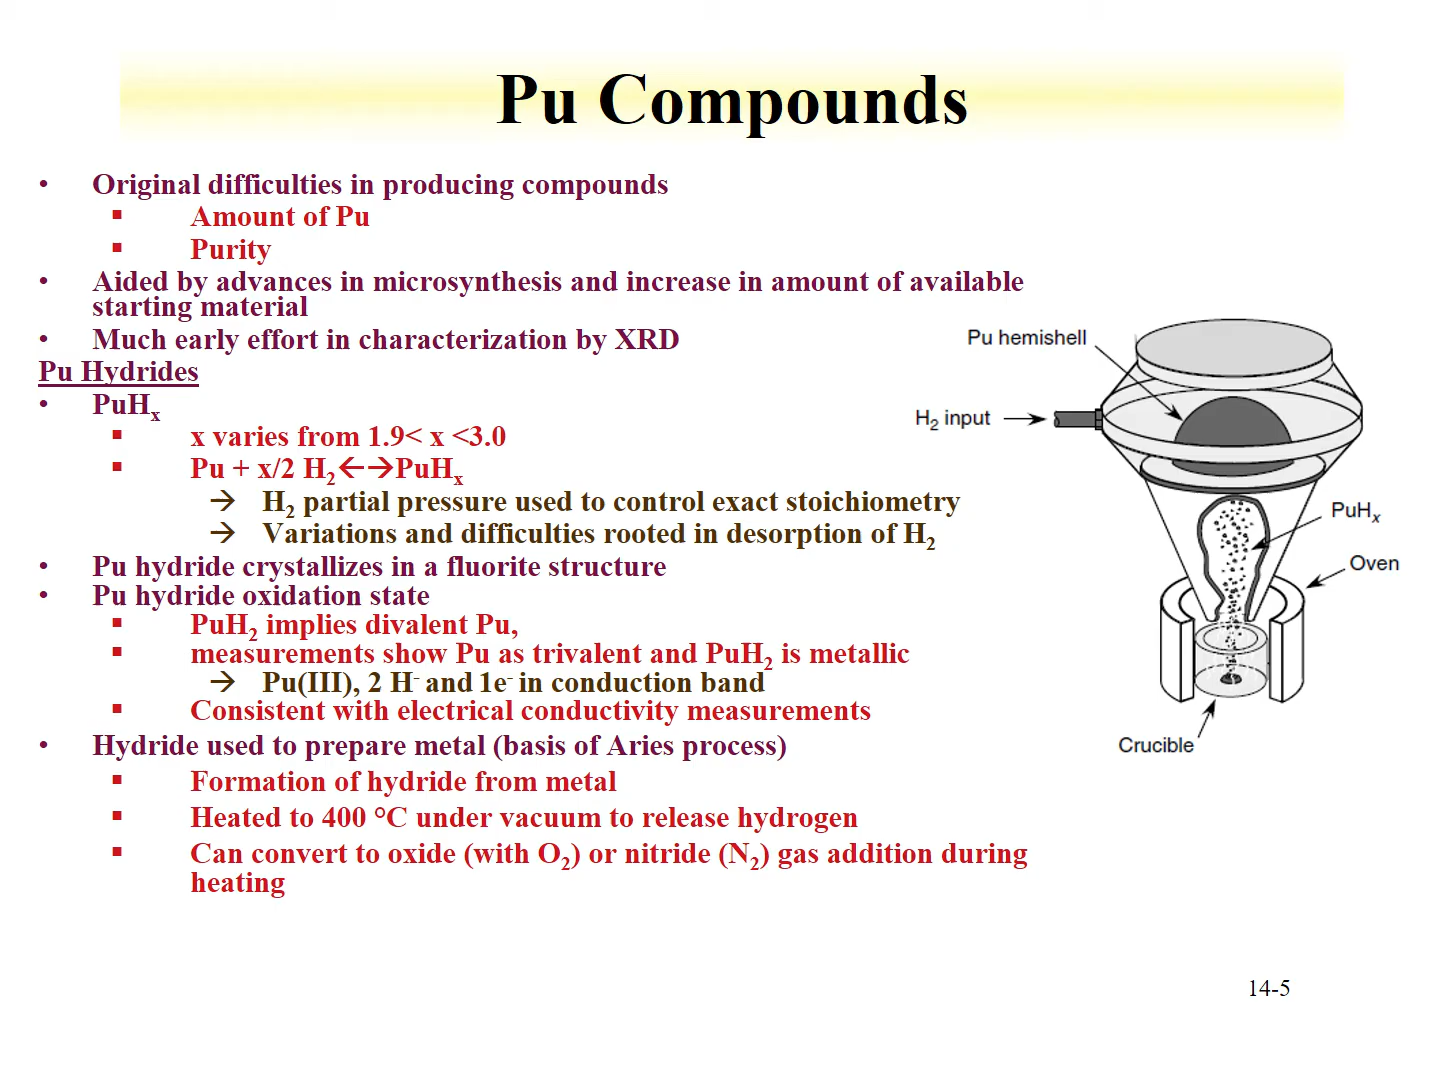 Pu Compounds
• Original difficulties in producing compounds
▪ Amount of Pu
▪ Purity
• Aided by advances in microsynthesis and increase in amount of available
starting material
• Much early effort in characterization by XRD
Pu Hydrides
• PuHx
▪ x varies from 1.9< x <3.0
▪ Pu + x/2 H2←→PuHx
→ H2 partial pressure used to control exact stoichiometry
→ Variations and difficulties rooted in desorption of H2
• Pu hydride crystallizes in a fluorite structure
• Pu hydride oxidation state
▪ PuH2 implies divalent Pu,
▪ measurements show Pu as trivalent and PuH2 is metallic
→ Pu(III), 2 H- and 1e- in conduction band
▪ Consistent with electrical conductivity measurements
• Hydride used to prepare metal (basis of Aries process)
▪ Formation of hydride from metal
▪ Heated to 400 °C under vacuum to release hydrogen
▪ Can convert to oxide (with O2) or nitride (N2) gas addition during
heating
Pu hemishell
H2 input
PuHx
Oven
Crucible
14-5